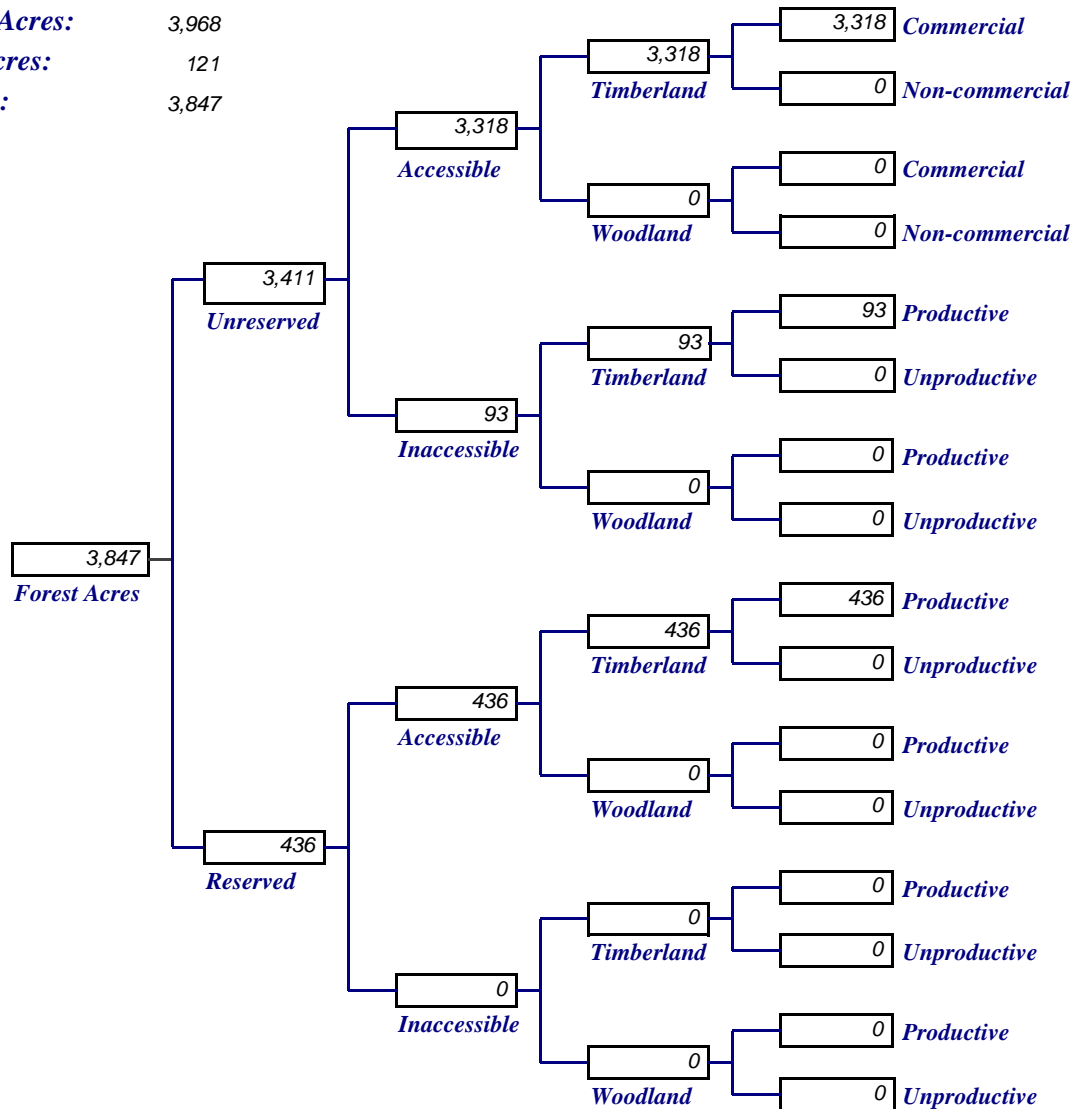 Acres: 3,968
cres: 121
: 3,847
3,318 Commercial
3,318
Timberland
0 Non-commercial
3,318
Accessible
0 Commercial
0
Woodland
0 Non-commercial
3,411
Unreserved
93 Productive
93
Timberland
0 Unproductive
93
Inaccessible
0 Productive
0
Woodland
0 Unproductive
3,847
Forest Acres
436 Productive
436
Timberland
0 Unproductive
436
Accessible
0 Productive
0
Woodland
0 Unproductive
436
Reserved
0 Productive
0
Timberland
0 Unproductive
0
Inaccessible
0 Productive
0
Woodland
0 Unproductive